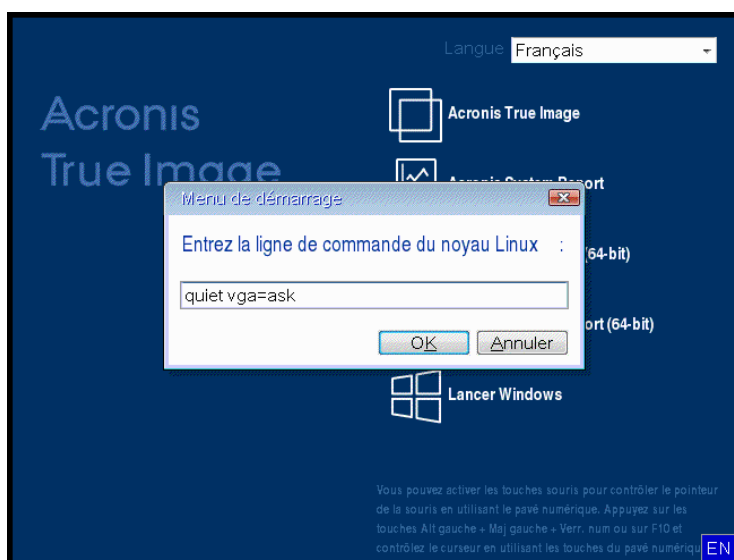 Langue Français
Acronis
True Image
Acronis True Image
Acronis System Report
Menu de démarrage
Entrez la ligne de commande du noyau Linux :
quiet vga=ask
OK
Annuler
(64-bit)
ort (64-bit)
Lancer Windows
Vous pouvez activer les touches souris pour contrôler le pointeur
de la souris en utilisant le pavé numérique. Appuyez sur les
touches Alt gauche + Maj gauche + Verr. num ou sur F10 et
contrôlez le curseur en utilisant les touches du pavé numériqu
EN